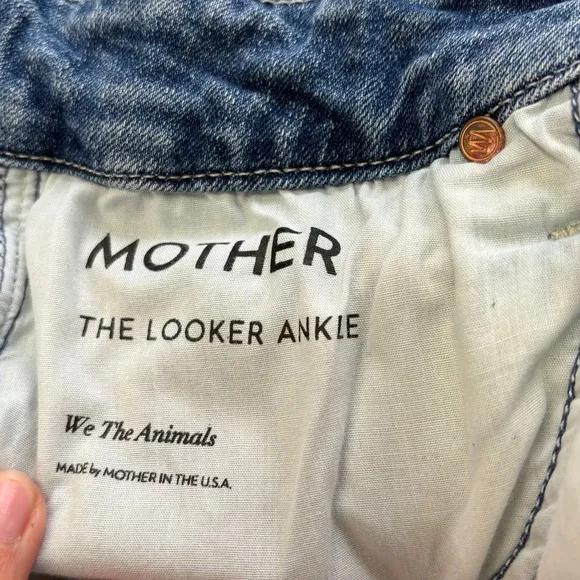 MOTHER
THE LOOKER ANKLE
We The Animals
MADE by MOTHER IN THE U.S.A.